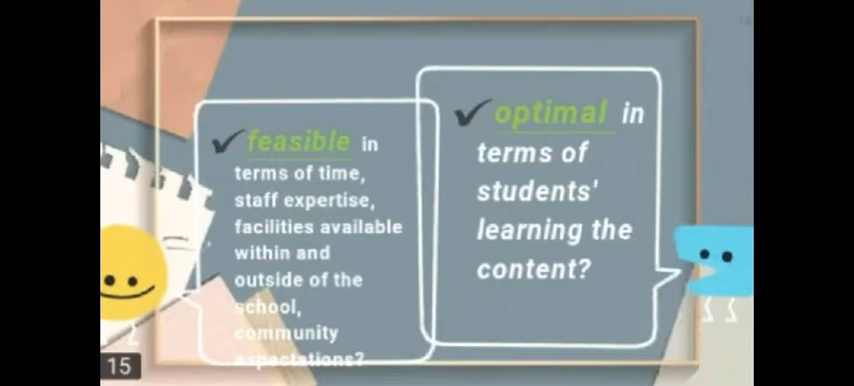 ✔ feasible in
terms of time,
staff expertise,
facilities available
within and
outside of the
school,
community
expectations?
✔ optimal in
terms of
students'
learning the
content?
15